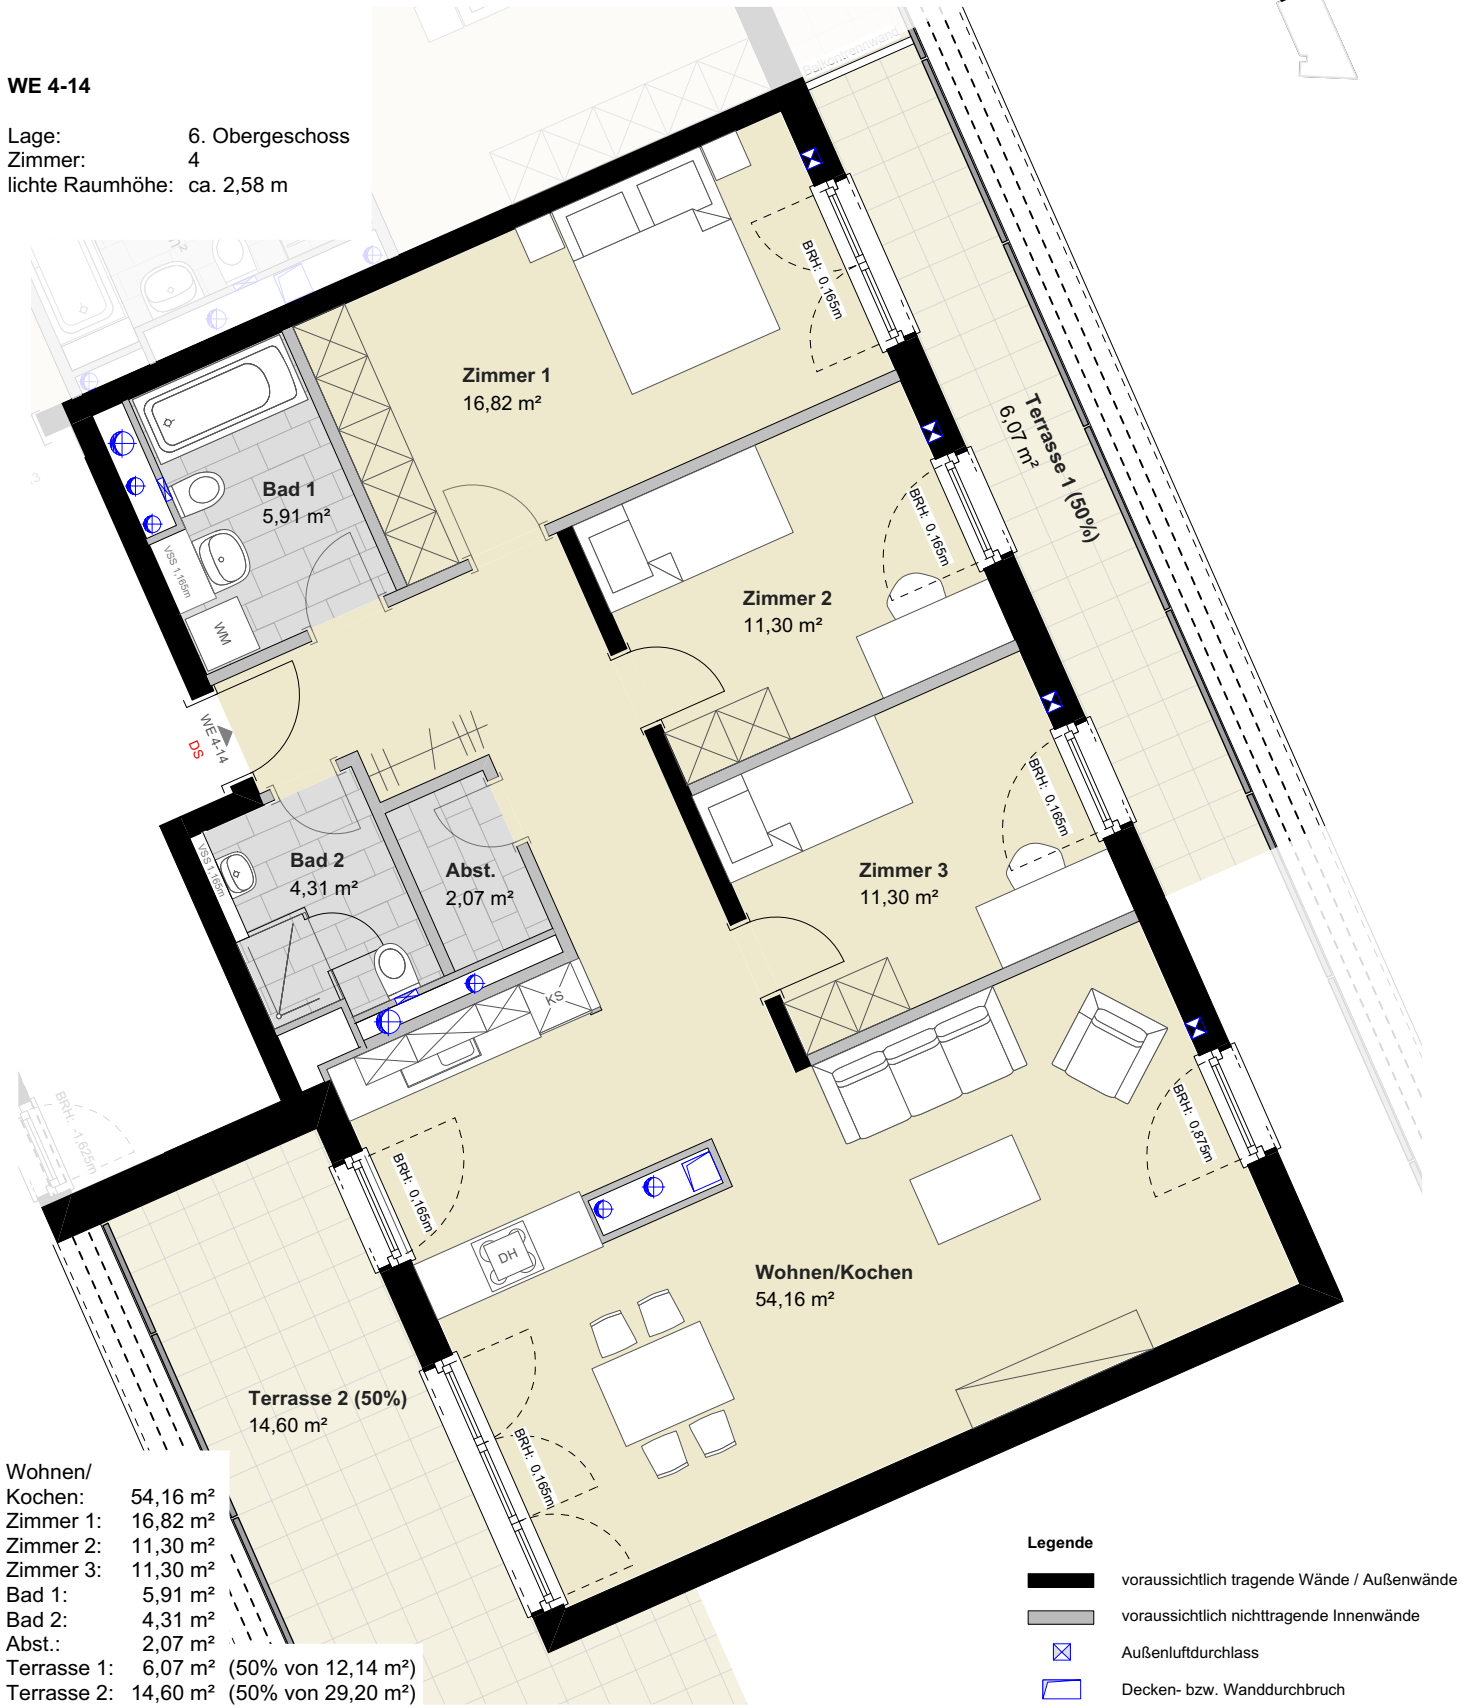 WE 4-14
Lage: 6. Obergeschoss
Zimmer: 4
lichte Raumhöhe: ca. 2,58 m
Balkontrennwand
Zimmer 1
16,82 m²
BRH: 0,165m
Terrasse 1 (50%)
6,07 m²
Bad 1
5,91 m²
VSS 1,165m
WM
BRH: 0,165m
Zimmer 2
11,30 m²
WE 4-14
DS
BRH: 0,165m
Bad 2
4,31 m²
VSS 1,165m
Abst.
2,07 m²
Zimmer 3
11,30 m²
KS
BRH: -1,625m
BRH: 0,875m
BRH: 0,165m
DH
Wohnen/Kochen
54,16 m²
Terrasse 2 (50%)
14,60 m²
BRH: 0,165m
Wohnen/
Kochen: 54,16 m²
Zimmer 1: 16,82 m²
Zimmer 2: 11,30 m²
Zimmer 3: 11,30 m²
Bad 1: 5,91 m²
Bad 2: 4,31 m²
Abst.: 2,07 m²
Terrasse 1: 6,07 m² (50% von 12,14 m²)
Terrasse 2: 14,60 m² (50% von 29,20 m²)
Legende
voraussichtlich tragende Wände / Außenwände
voraussichtlich nichttragende Innenwände
Außenluftdurchlass
Decken- bzw. Wanddurchbruch